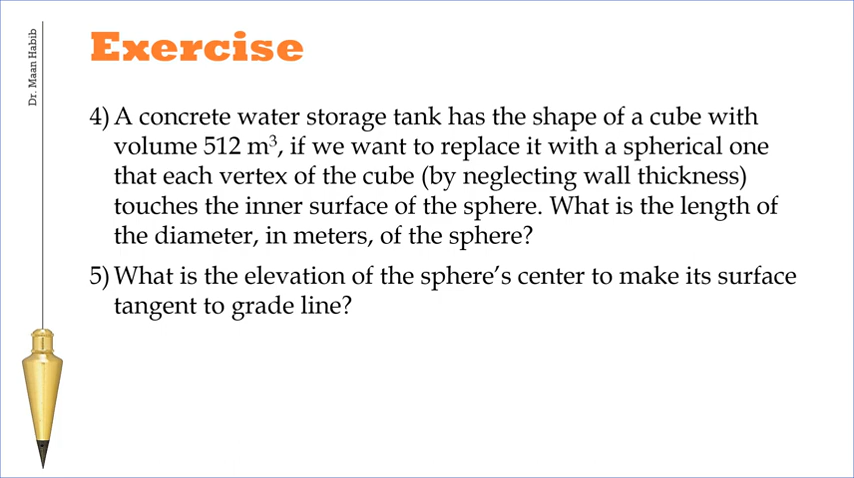 Dr. Maan Habib
Exercise
4) A concrete water storage tank has the shape of a cube with
volume 512 m³, if we want to replace it with a spherical one
that each vertex of the cube (by neglecting wall thickness)
touches the inner surface of the sphere. What is the length of
the diameter, in meters, of the sphere?
5) What is the elevation of the sphere’s center to make its surface
tangent to grade line?